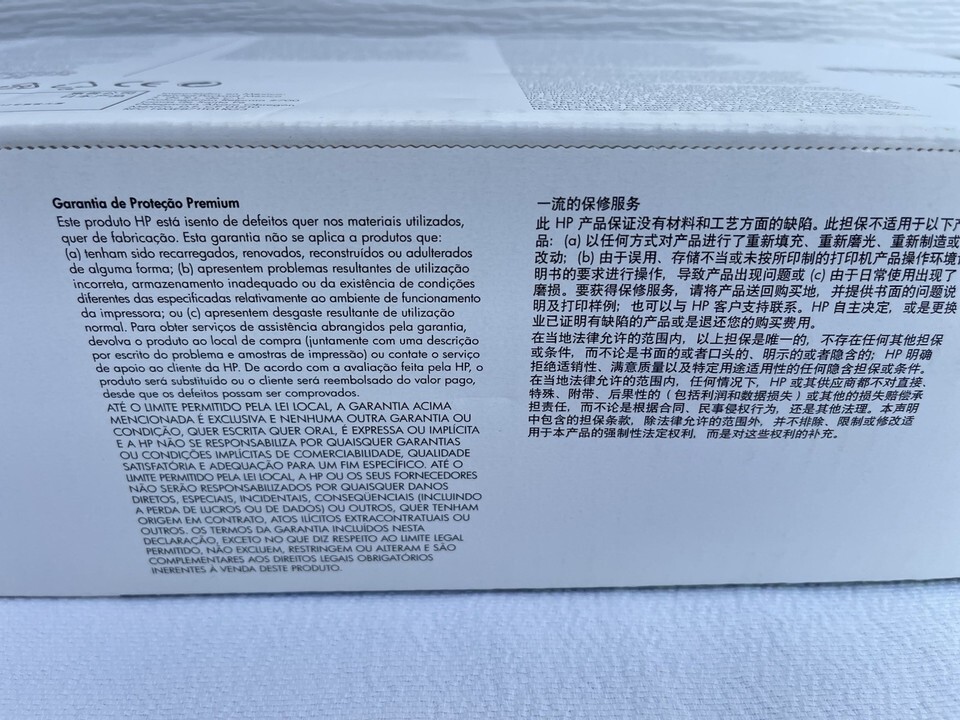 Garantia de Proteção Premium
Este produto HP está isento de defeitos quer nos materiais utilizados,
quer de fabricação. Esta garantia não se aplica a produtos que:
(a) tenham sido recarregados, renovados, reconstruídos ou adulterados
de alguma forma; (b) apresentem problemas resultantes de utilização
incorreta, armazenamento inadequado ou da existência de condições
diferentes das especificadas relativamente ao ambiente de funcionamento
da impressora; ou (c) apresentem desgaste resultante de utilização
normal. Para obter serviços de assistência abrangidos pela garantia,
devolva o produto ao local de compra (juntamente com uma descrição
por escrito do problema e amostras de impressão) ou contate o serviço
de apoio ao cliente da HP. De acordo com a avaliação feita pela HP, o
produto será substituído ou o cliente será reembolsado do valor pago,
desde que os defeitos possam ser comprovados.
ATÉ O LIMITE PERMITIDO PELA LEI LOCAL, A GARANTIA ACIMA
MENCIONADA É EXCLUSIVA E NENHUMA OUTRA GARANTIA OU
CONDIÇÃO, QUER ESCRITA QUER ORAL, É EXPRESSA OU IMPLÍCITA
E A HP NÃO SE RESPONSABILIZA POR QUAISQUER GARANTIAS
OU CONDIÇÕES IMPLÍCITAS DE COMERCIABILIDADE, QUALIDADE
SATISFATÓRIA E ADEQUAÇÃO PARA UM FIM ESPECÍFICO. ATÉ O
LIMITE PERMITIDO PELA LEI LOCAL, A HP OU OS SEUS FORNECEDORES
NÃO SERÃO RESPONSABILIZADOS POR QUAISQUER DANOS
DIRETOS, ESPECIAIS, INCIDENTAIS, CONSEQÜENCIAIS (INCLUINDO
A PERDA DE LUCROS OU DE DADOS) OU OUTROS, QUER TENHAM
ORIGEM EM CONTRATO, ATOS ILÍCITOS EXTRACONTRATUAIS OU
OUTROS. OS TERMOS DA GARANTIA INCLUÍDOS NESTA
DECLARAÇÃO, EXCETO NO QUE DIZ RESPEITO AO LIMITE LEGAL
PERMITIDO, NÃO EXCLUEM, RESTRINGEM OU ALTERAM E SÃO
COMPLEMENTARES AOS DIREITOS LEGAIS OBRIGATÓRIOS
INERENTES À VENDA DESTE PRODUTO.
一流的保修服务
此 HP 产品保证没有材料和工艺方面的缺陷。此担保不适用于以下产
品: (a) 以任何方式对产品进行了重新填充、重新磨光、重新制造或
改动; (b) 由于误用、存储不当或未按所印制的打印机产品操作环境
明书的要求进行操作，导致产品出现问题或 (c) 由于日常使用出现了
磨损。要获得保修服务，请将产品送回购买地，并提供书面的问题说
明及打印样例; 也可以与 HP 客户支持联系。HP 自主决定，或是更换
业已证明有缺陷的产品或是退还您的购买费用。
在当地法律允许的范围内，以上担保是唯一的，不存在任何其他担保
或条件，而不论是书面的或者口头的、明示的或者隐含的; HP 明确
拒绝适销性、满意质量以及特定用途适用性的任何隐含担保或条件。
在当地法律允许的范围内，任何情况下，HP 或其供应商都不对直接、
特殊、附带、后果性的 (包括利润和数据损失) 或其他的损失赔偿承
担责任，而不论是根据合同、民事侵权行为，还是其他法理。本声明
中包含的担保条款，除法律允许的范围外，并不排除、限制或修改适
用于本产品的强制性法定权利，而是对这些权利的补充。